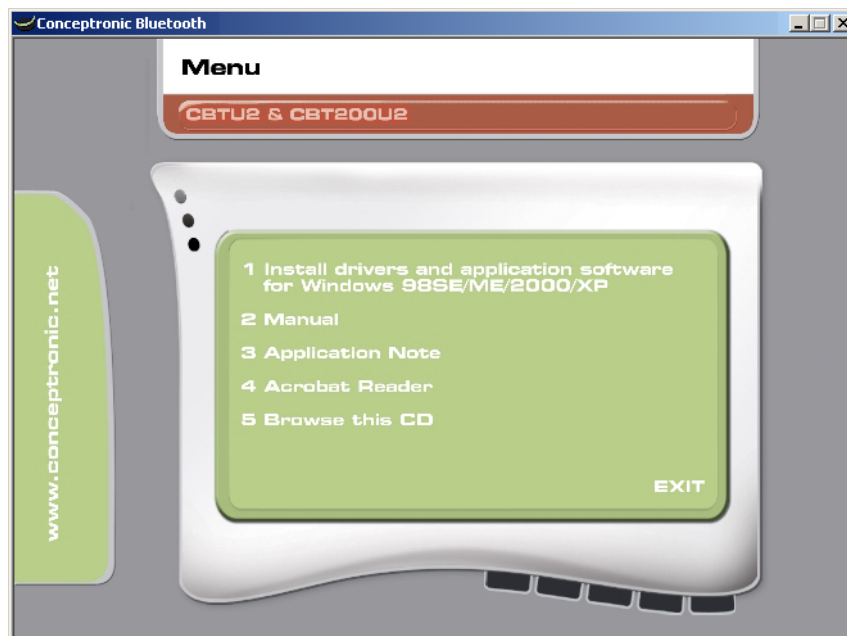 Conceptronic Bluetooth
Menu
CBTU2 & CBT200U2
www.conceptronic.net
1 Install drivers and application software
for Windows 98SE/ME/2000/XP
2 Manual
3 Application Note
4 Acrobat Reader
5 Browse this CD
EXIT